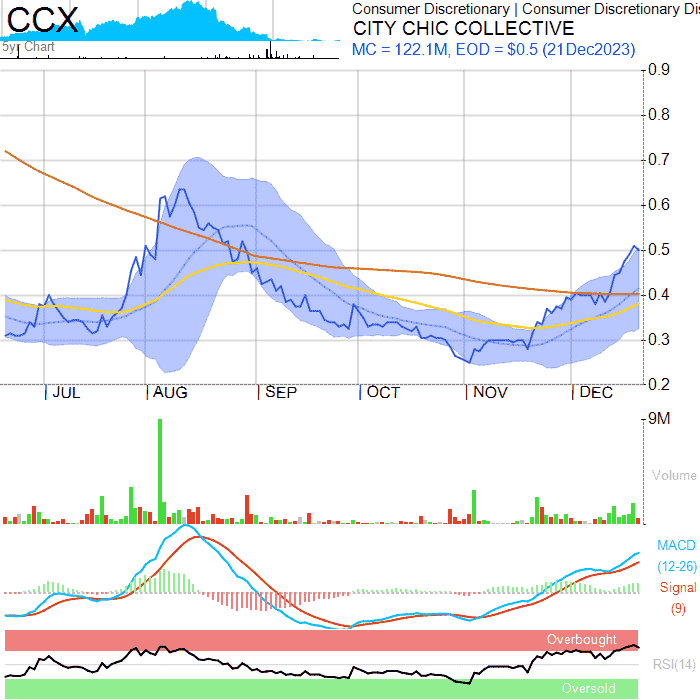 CCX
5yr Chart
Consumer Discretionary | Consumer Discretionary Dis
CITY CHIC COLLECTIVE
MC = 122.1M, EOD = $0.5 (21Dec2023)
0.9
0.8
0.7
0.6
0.5
0.4
0.3
0.2
JUL AUG SEP OCT NOV DEC
9M
Volume
MACD
(12-26)
Signal
(9)
Overbought
RSI(14)
Oversold